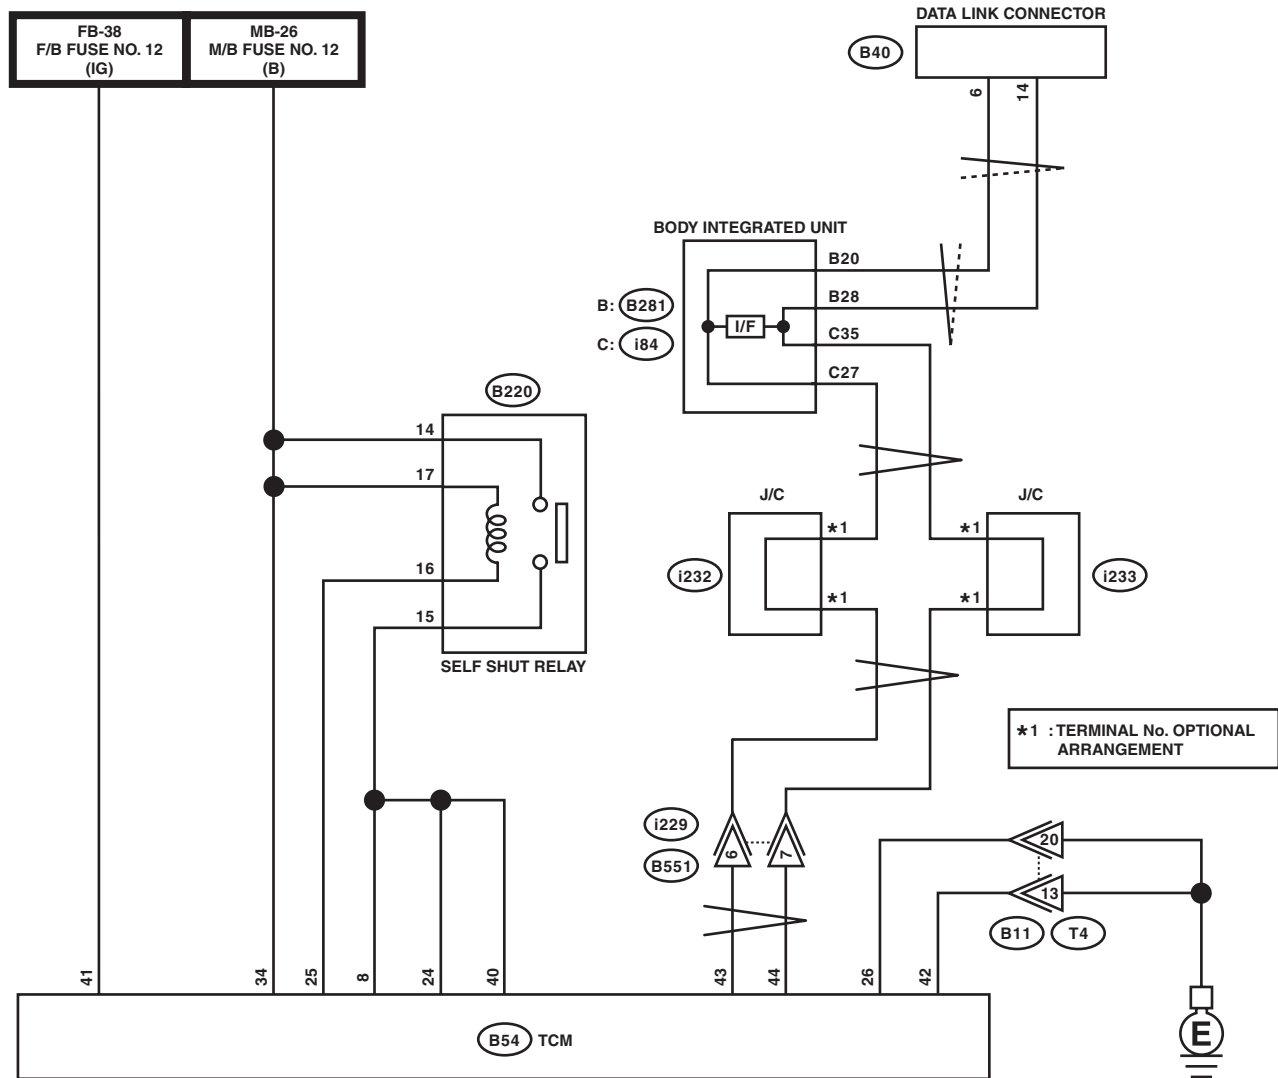 FB-38
F/B FUSE NO. 12
(IG)
MB-26
M/B FUSE NO. 12
(B)
DATA LINK CONNECTOR
B40
6
14
BODY INTEGRATED UNIT
B: B281
C: i84
I/F
B20
B28
C35
C27
B220
14
17
16
15
SELF SHUT RELAY
J/C
J/C
*1
*1
*1
*1
i232
i233
*1 : TERMINAL No. OPTIONAL
ARRANGEMENT
i229
B551
6
7
20
13
B11
T4
41
34
25
8
24
40
43
44
26
42
B54 TCM
E